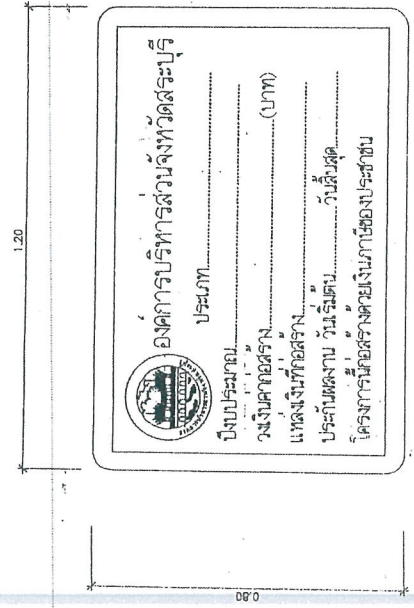 1.20
องค์การบริหารส่วนจังหวัดสระบุรี
ประเภท
ปีงบประมาณ
วงเงินค่าก่อสร้าง (บาท)
แหล่งเงินที่ก่อสร้าง
ประกันผลงาน วันเริ่มต้น วันสิ้นสุด
โครงการนี้ก่อสร้างด้วยเงินภาษีของประชาชน
0.80